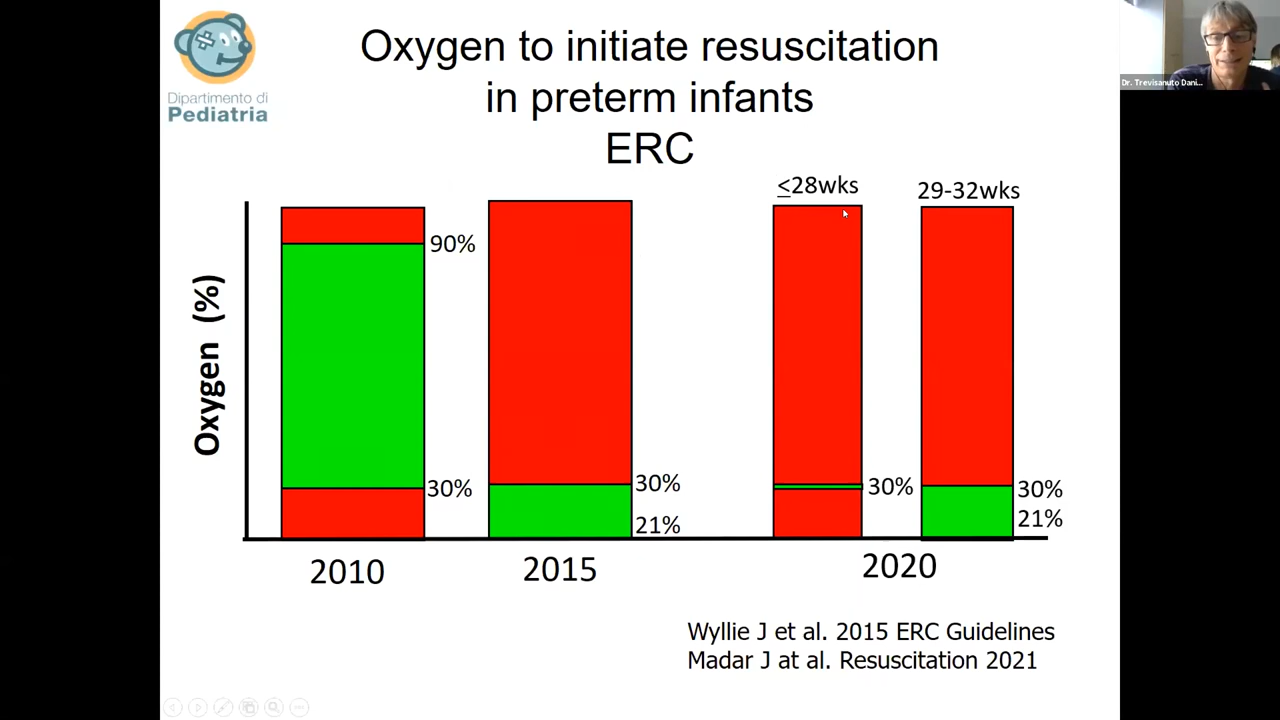 Oxygen to initiate resuscitation
in preterm infants
ERC
Dipartimento di
Pediatria
Dr. Trevisanuto Dani...
<28wks
29-32wks
90%
30%
30%
21%
30%
30%
21%
Oxygen (%)
2010
2015
2020
Wyllie J et al. 2015 ERC Guidelines
Madar J at al. Resuscitation 2021